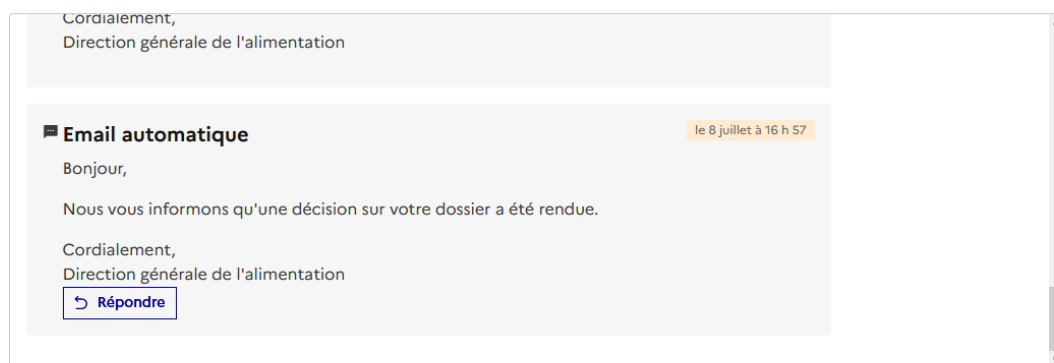 Cordialement,
Direction générale de l'alimentation
Email automatique
le 8 juillet à 16 h 57
Bonjour,
Nous vous informons qu'une décision sur votre dossier a été rendue.
Cordialement,
Direction générale de l'alimentation
Répondre